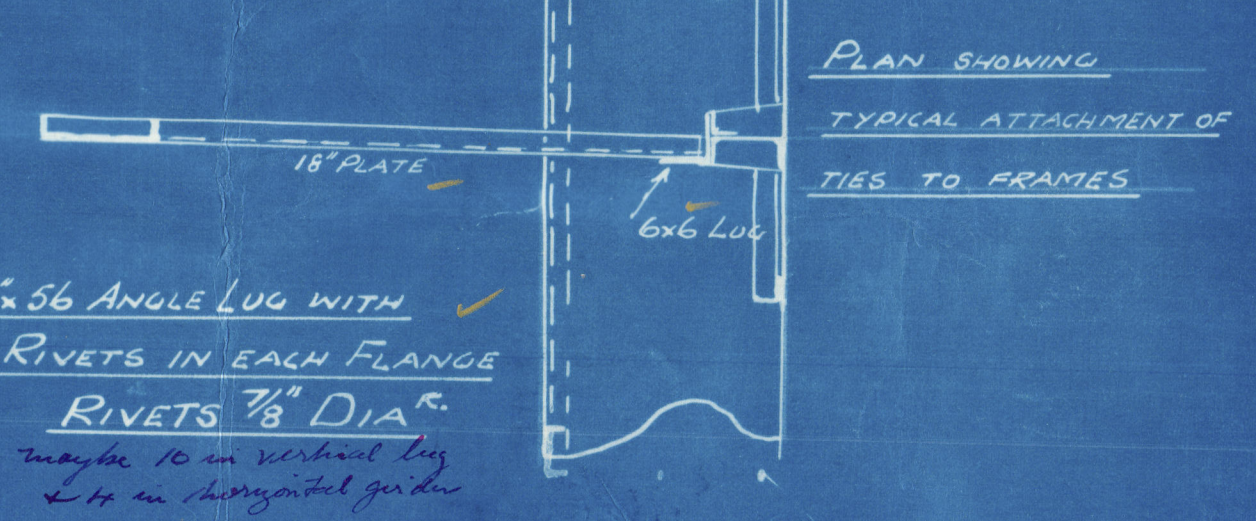 PLAN SHOWING
TYPICAL ATTACHMENT OF
TIES TO FRAMES
18" PLATE
6x6 LUG
"x 56 ANGLE LUG WITH
RIVETS IN EACH FLANGE
RIVETS 7/8" DIAR.
maybe 10 in vertical lug
& 4 in horizontal girder